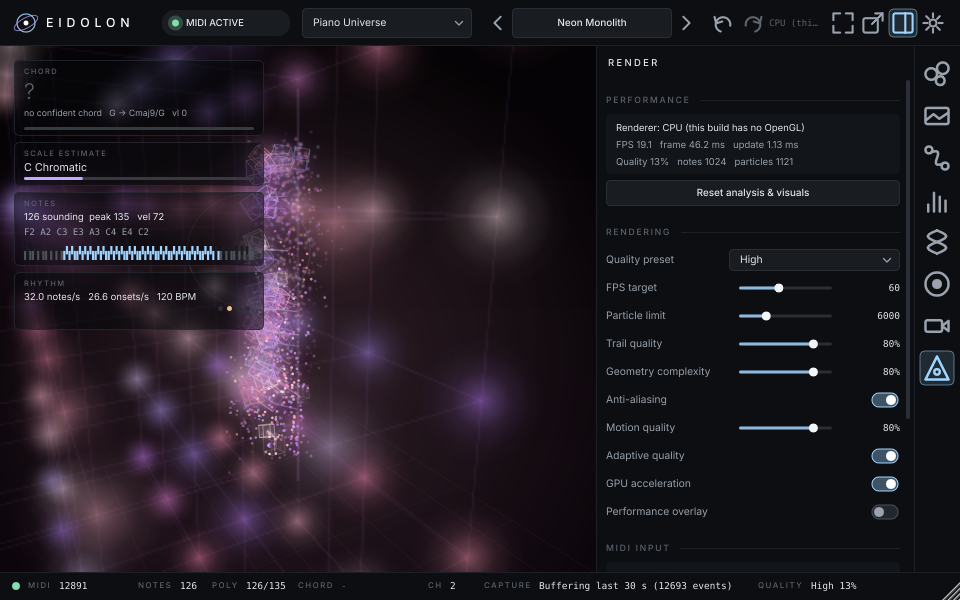 EIDOLON
MIDI ACTIVE
Piano Universe
Neon Monolith
CPU (thi…
CHORD
?
no confident chord G → Cmaj9/G vl 0
SCALE ESTIMATE
C Chromatic
NOTES
126 sounding peak 135 vel 72
F2 A2 C3 E3 A3 C4 E4 C2
RHYTHM
32.0 notes/s 26.6 onsets/s 120 BPM
RENDER
PERFORMANCE
Renderer: CPU (this build has no OpenGL)
FPS 19.1 frame 46.2 ms update 1.13 ms
Quality 13% notes 1024 particles 1121
Reset analysis & visuals
RENDERING
Quality preset High
FPS target 60
Particle limit 6000
Trail quality 80%
Geometry complexity 80%
Anti-aliasing
Motion quality 80%
Adaptive quality
GPU acceleration
Performance overlay
MIDI INPUT
MIDI 12891 NOTES 126 POLY 126/135 CHORD - CH 2 CAPTURE Buffering last 30 s (12693 events) QUALITY High 13%